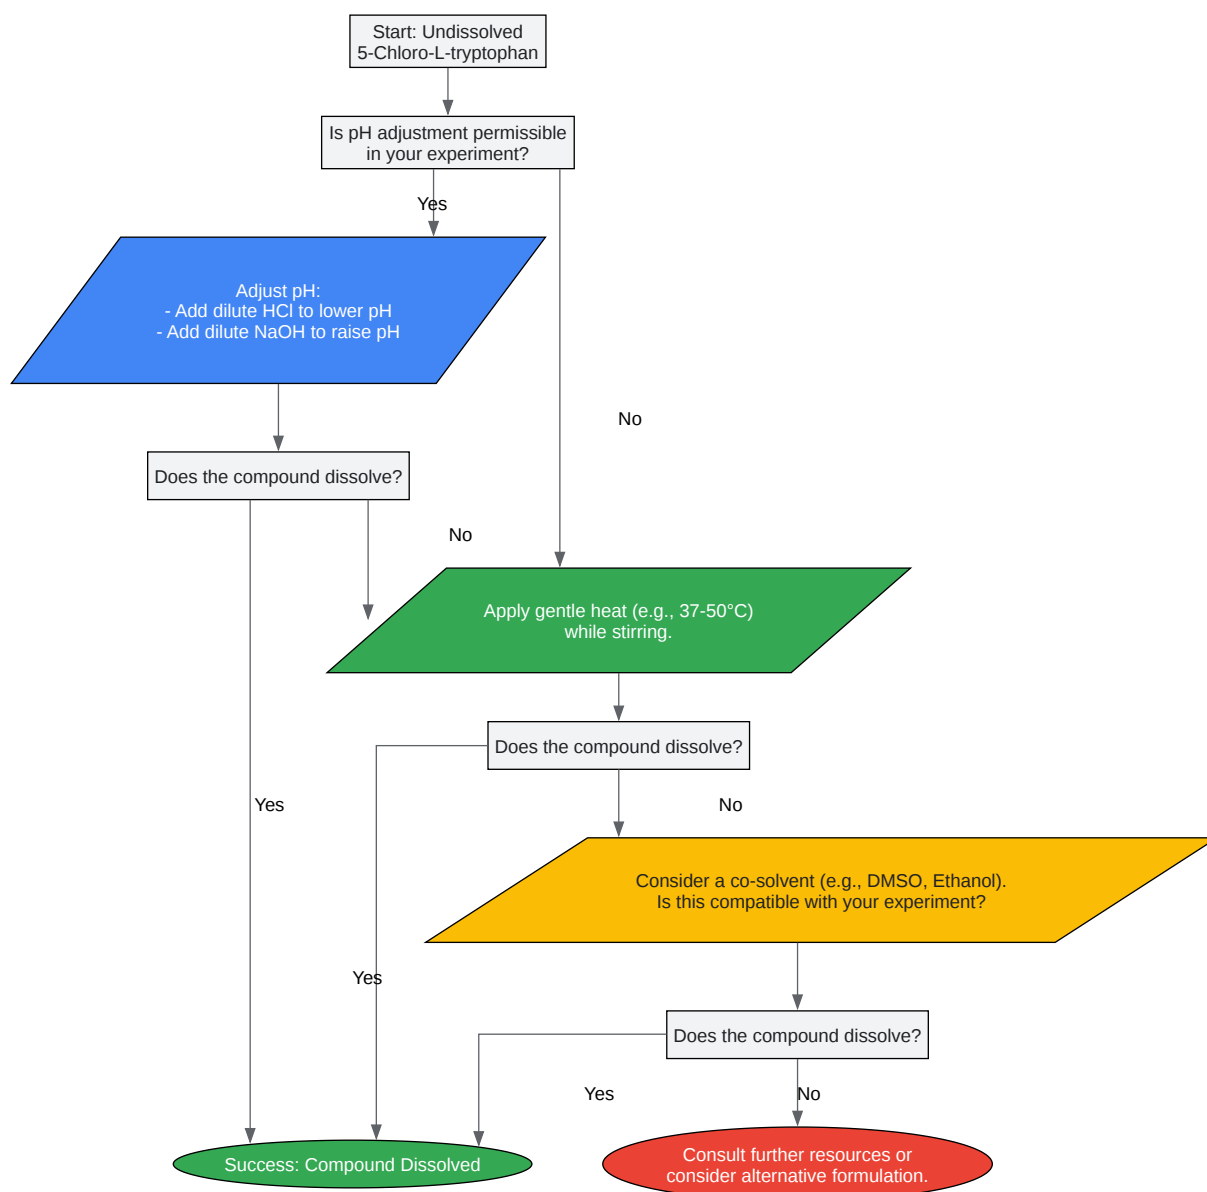 Start: Undissolved
5-Chloro-L-tryptophan
Is pH adjustment permissible
in your experiment?
Yes
Adjust pH:
- Add dilute HCl to lower pH
- Add dilute NaOH to raise pH
No
Does the compound dissolve?
No
Apply gentle heat (e.g., 37-50°C)
while stirring.
Does the compound dissolve?
Yes
No
Consider a co-solvent (e.g., DMSO, Ethanol).
Is this compatible with your experiment?
Yes
Does the compound dissolve?
Yes
No
Success: Compound Dissolved
Consult further resources or
consider alternative formulation.